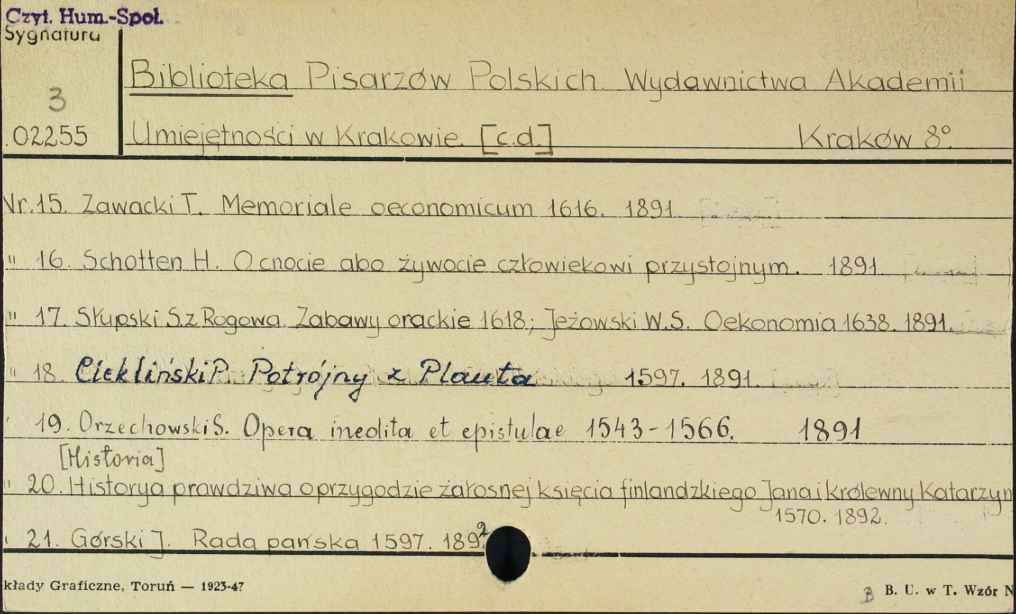 Czyt. Hum.-Społ.
Sygnatura
3
02255
Biblioteka Pisarzów Polskich. Wydawnictwa Akademii
Umiejętności w Krakowie. [c.d.] Kraków 8°.
Nr. 15. Zawacki T. Memoriale oeconomicum 1616. 1891
" 16. Schotten H. O cnocie abo żywocie człowiekowi przystojnym. 1891.
" 17. Słupski S. z Rogowa. Zabawy orackie 1618; Jeżowski W.S. Oekonomia 1638. 1891.
" 18. Ciekliński P. Potrójny z Plauta 1597. 1891.
" 19. Orzechowski S. Opera inedita et epistulae 1543-1566. 1891
[Historia]
" 20. Historya prawdziwa o przygodzie żałosnej księcia finlandzkiego Jana i królewny Katarzyn
1570. 1892.
" 21. Górski J. Rada pańska 1597. 1892
kłady Graficzne, Toruń — 1923-47
B B. U. w T. Wzór N